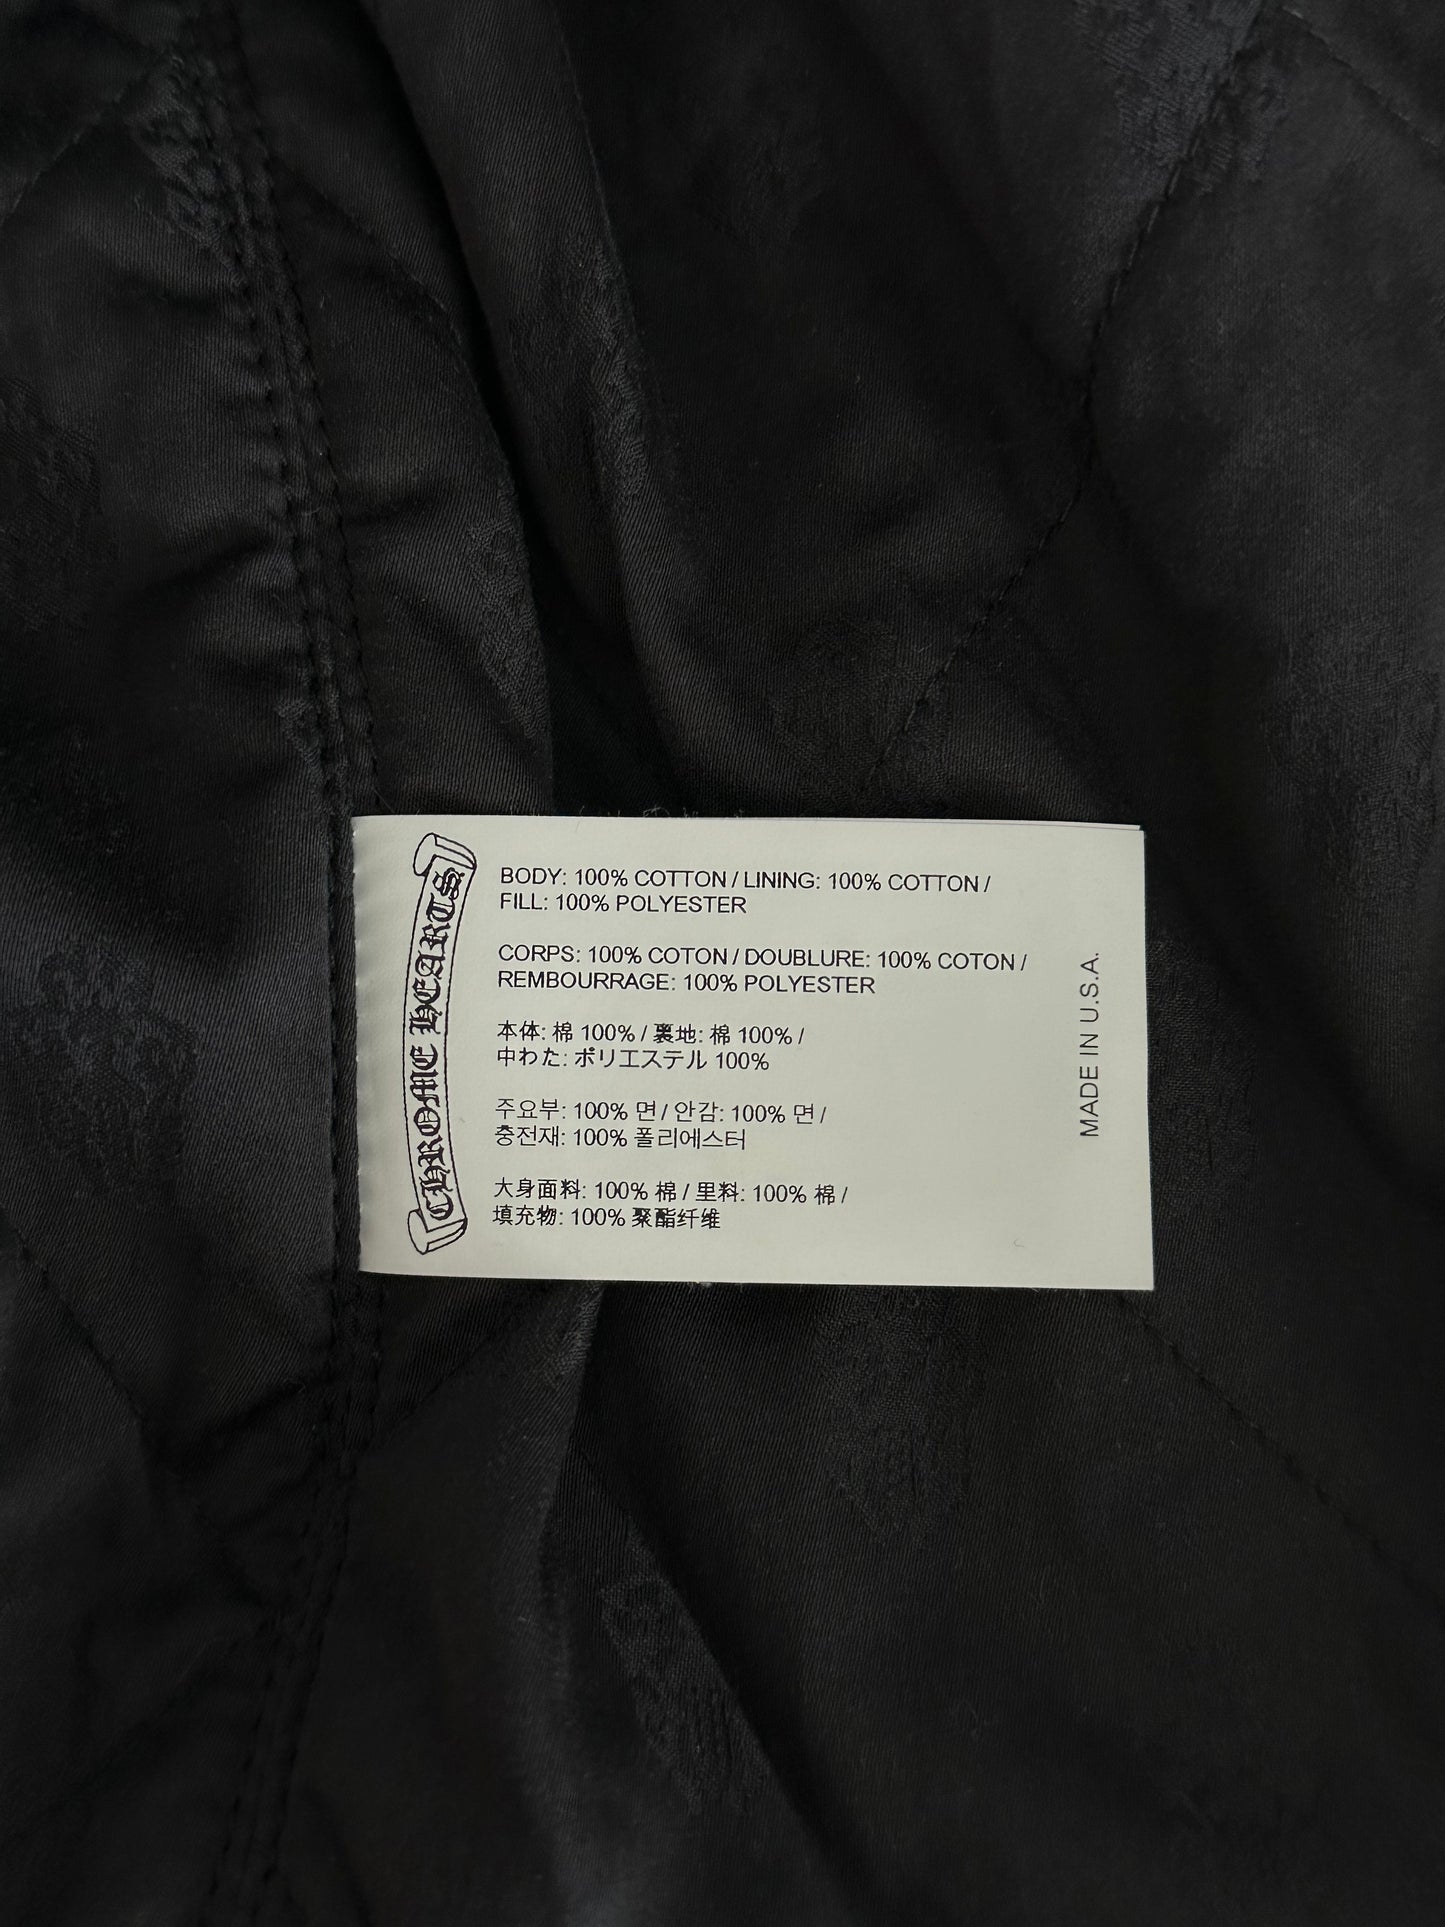 CHROME HEARTS
BODY: 100% COTTON / LINING: 100% COTTON /
FILL: 100% POLYESTER
CORPS: 100% COTON / DOUBLURE: 100% COTON /
REMBOURRAGE: 100% POLYESTER
本体: 棉 100% / 裏地: 棉 100% /
中わた: ポリエステル 100%
주요부: 100% 면 / 안감: 100% 면 /
충전재: 100% 폴리에스터
大身面料: 100% 棉 / 里料: 100% 棉 /
填充物: 100% 聚酯纤维
MADE IN U.S.A.